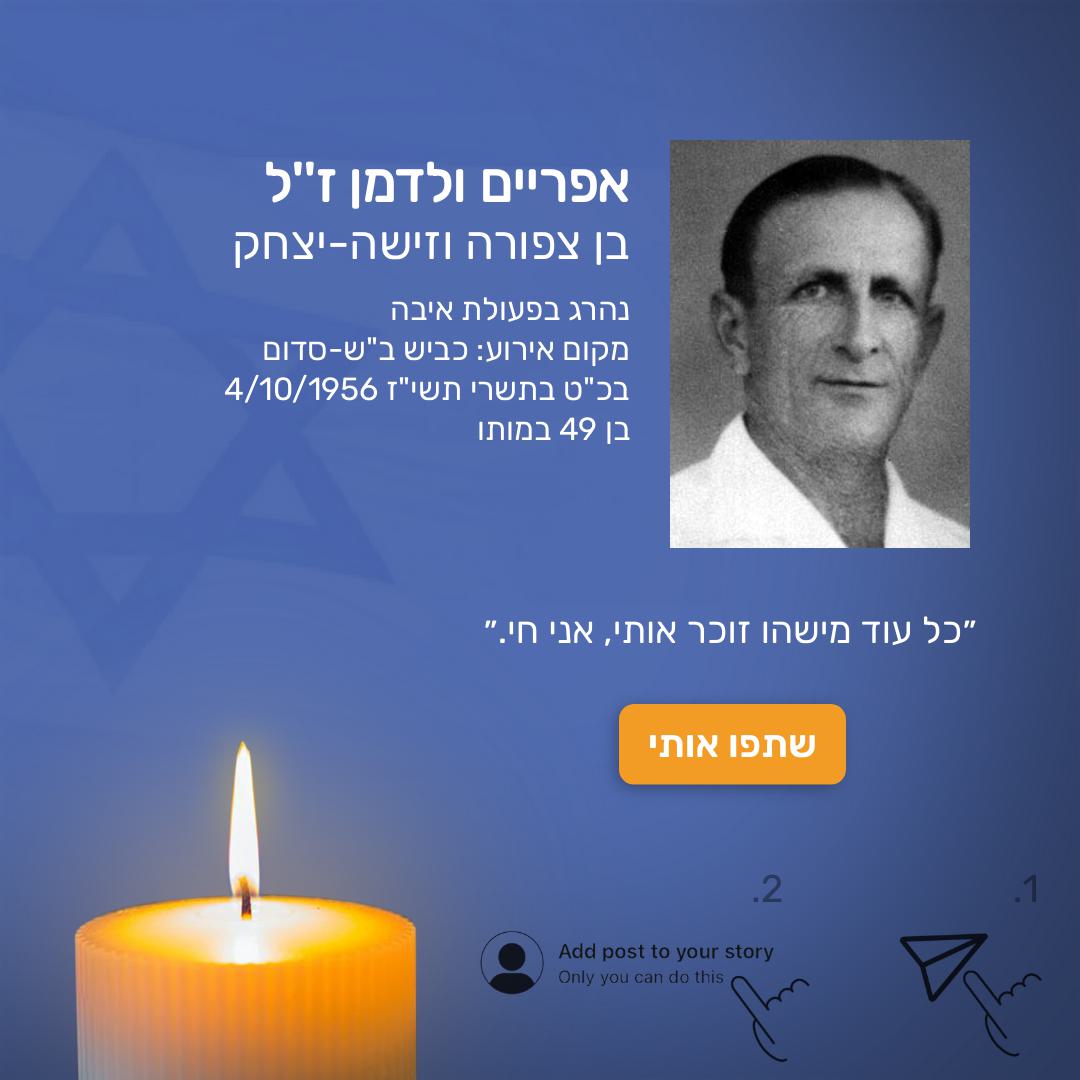 אפריים ולדמן ז"ל
בן צפורה וזישה-יצחק
נהרג בפעולת איבה
מקום אירוע: כביש ב"ש-סדום
בכ"ט בתשרי תשי"ז 4/10/1956
בן 49 במותו
״כל עוד מישהו זוכר אותי, אני חי.״
שתפו אותי
1.
2.
Add post to your story
Only you can do this